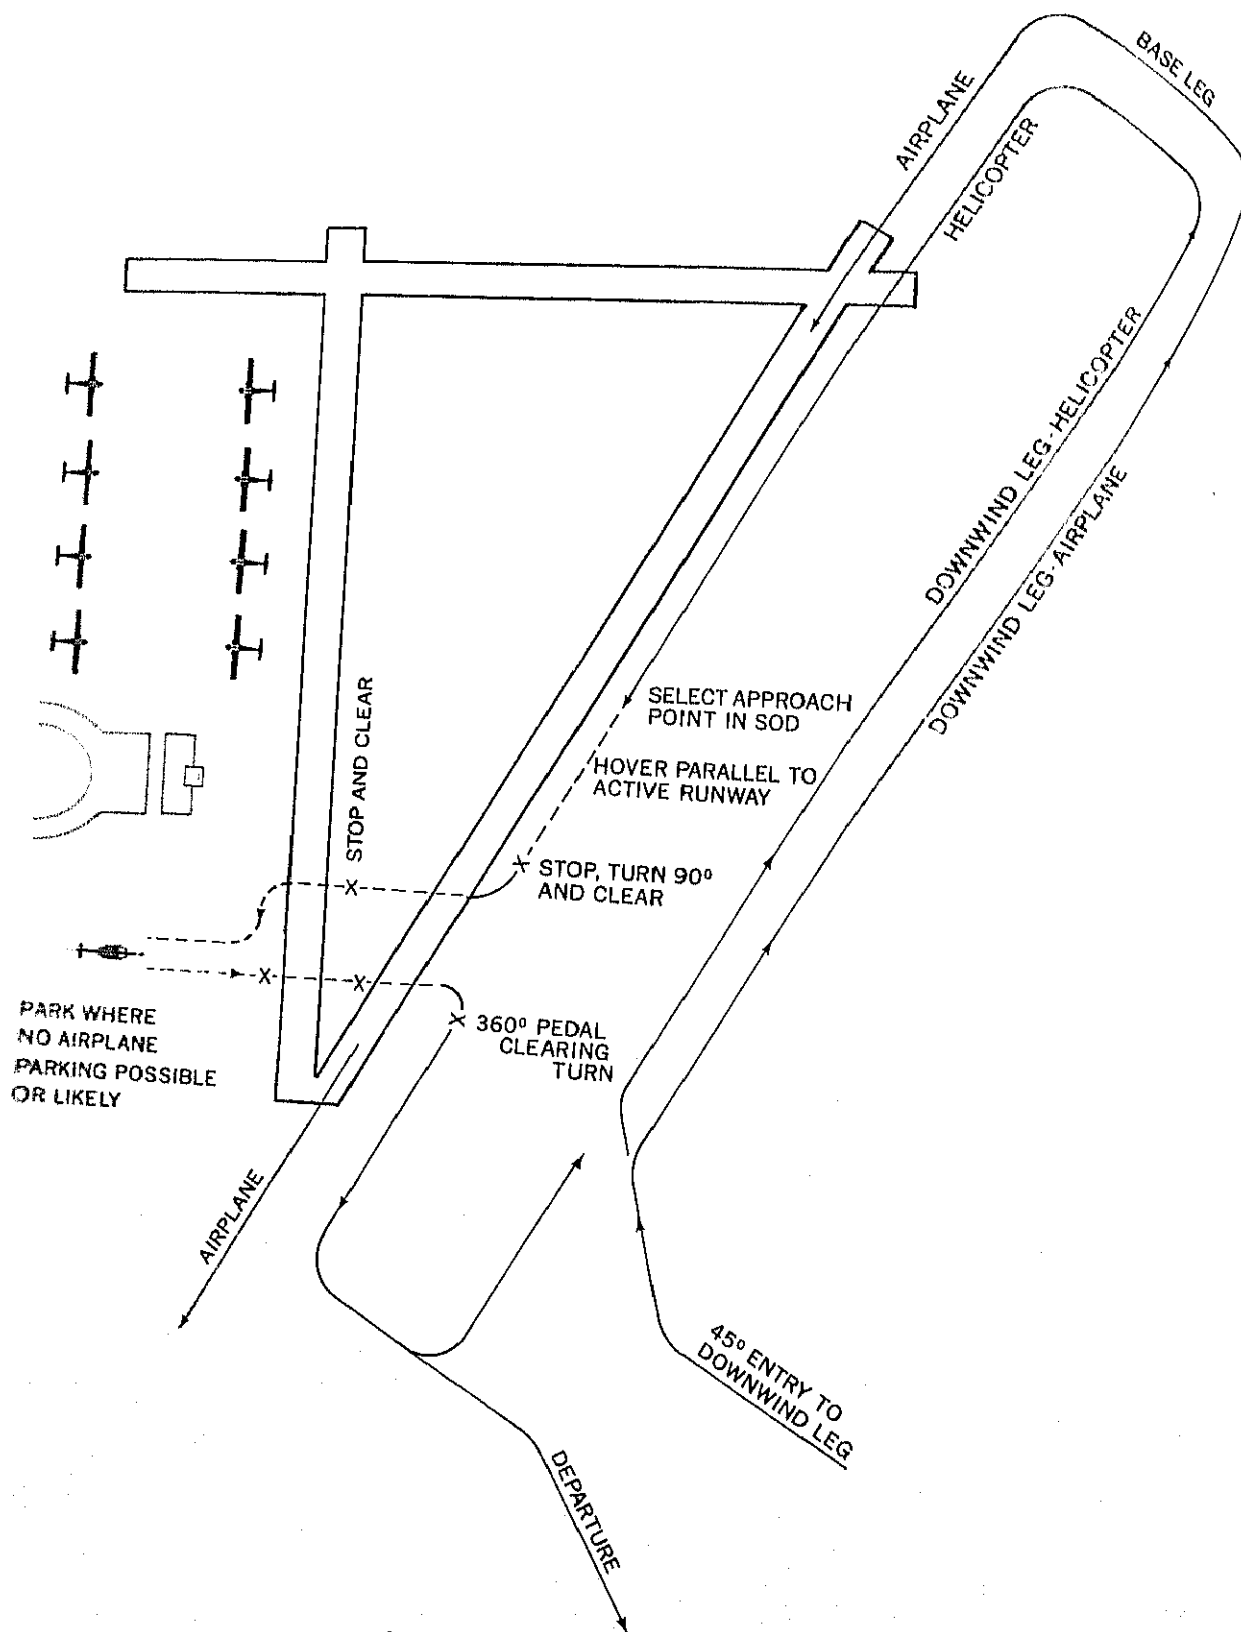 BASE LEG
AIRPLANE
HELICOPTER
DOWNWIND LEG-HELICOPTER
DOWNWIND LEG-AIRPLANE
SELECT APPROACH
POINT IN SOD
STOP AND CLEAR
HOVER PARALLEL TO
ACTIVE RUNWAY
STOP, TURN 90°
AND CLEAR
PARK WHERE
NO AIRPLANE
PARKING POSSIBLE
OR LIKELY
360° PEDAL
CLEARING
TURN
AIRPLANE
45° ENTRY TO
DOWNWIND LEG
DEPARTURE